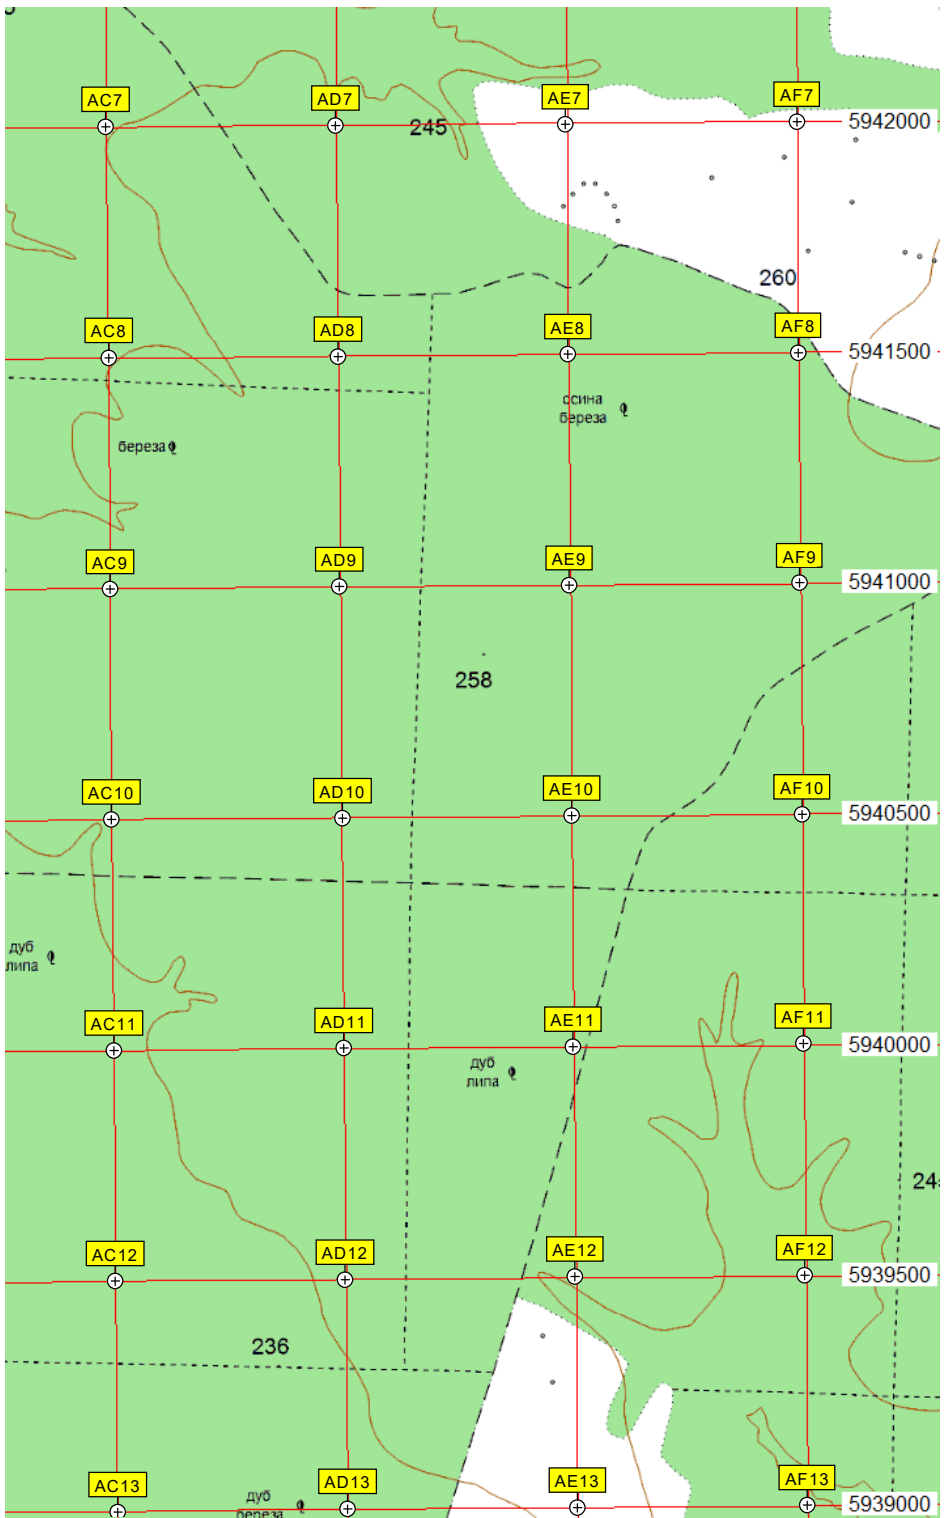 AC7
AD7
AE7
AF7
245
5942000
260
AC8
AD8
AE8
AF8
5941500
осина
береза
береза
AC9
AD9
AE9
AF9
5941000
258
AC10
AD10
AE10
AF10
5940500
дуб
липа
AC11
AD11
AE11
AF11
5940000
дуб
липа
24
AC12
AD12
AE12
AF12
5939500
236
AC13
AD13
AE13
AF13
5939000
дуб
береза